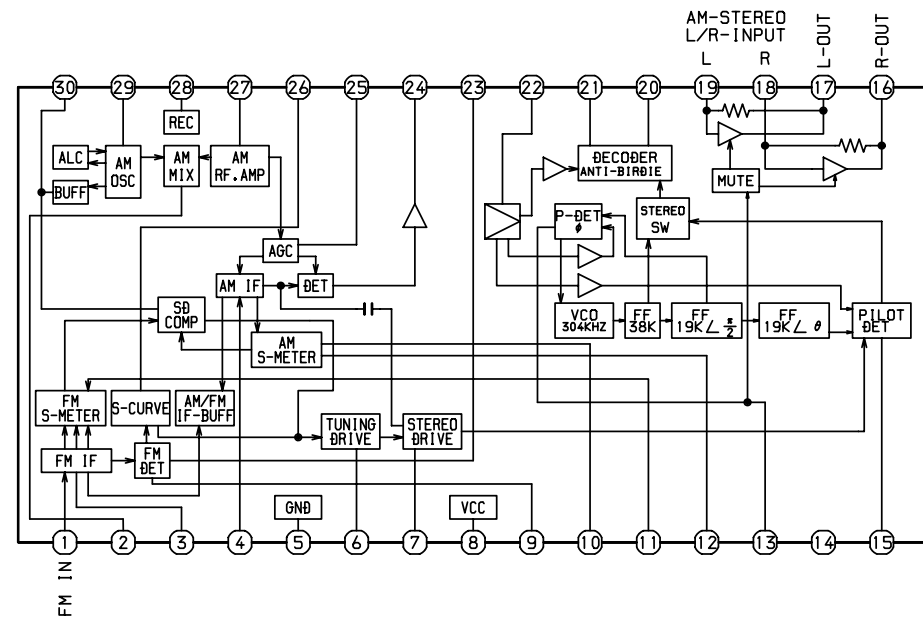 AM-STEREO
L/R-INPUT
L
R
L-OUT
R-OUT
30
29
28
27
26
25
24
23
22
21
20
19
18
17
16
REC
ALC
AM
OSC
BUFF
AM
MIX
AM
RF.AMP
AGC
AM IF
DET
SD
COMP
AM
S-METER
DECODER
ANTI-BIRDIE
MUTE
P-DET
ϕ
STEREO
SW
VCO
304KHZ
FF
38K
FF
19K∠ π/2
FF
19K∠ θ
PILOT
DET
FM
S-METER
S-CURVE
AM/FM
IF-BUFF
TUNING
DRIVE
STEREO
DRIVE
FM IF
FM
DET
GND
VCC
1
2
3
4
5
6
7
8
9
10
11
12
13
14
15
FM IN